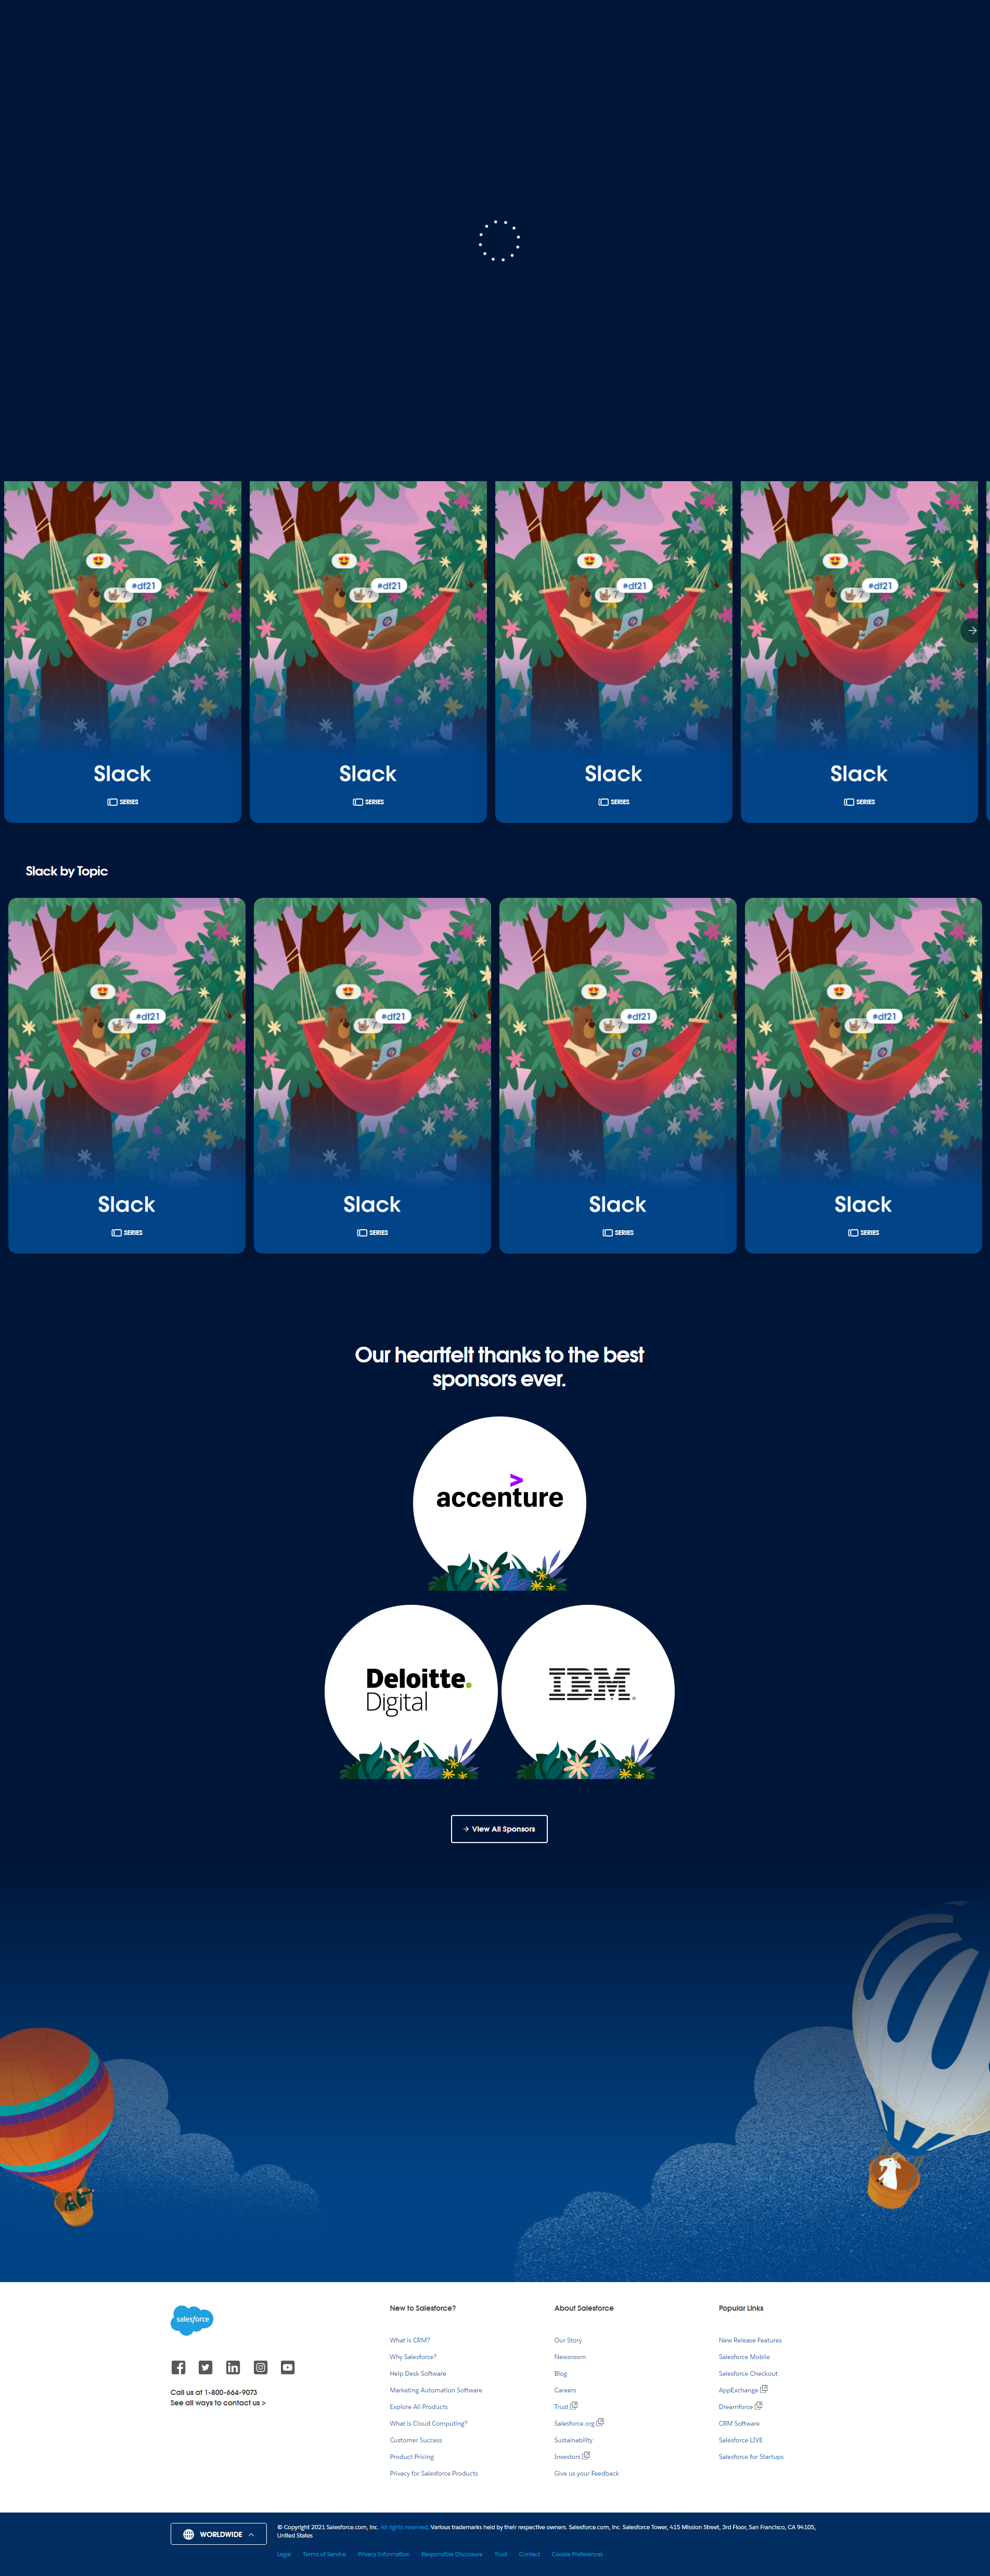 #df21
7
#df21
7
#df21
7
#df21
7
Slack
Slack
Slack
Slack
SERIES
SERIES
SERIES
SERIES
Slack by Topic
#df21
7
#df21
7
#df21
7
#df21
7
Slack
Slack
Slack
Slack
SERIES
SERIES
SERIES
SERIES
Our heartfelt thanks to the best
sponsors ever.
accenture
Deloitte.
Digital
IBM®
View All Sponsors
salesforce
Call us at 1-800-664-9073
See all ways to contact us >
New to Salesforce?
What is CRM?
Why Salesforce?
Help Desk Software
Marketing Automation Software
Explore All Products
What is Cloud Computing?
Customer Success
Product Pricing
Privacy for Salesforce Products
About Salesforce
Our Story
Newsroom
Blog
Careers
Trust
Salesforce.org
Sustainability
Investors
Give us your Feedback
Popular Links
New Release Features
Salesforce Mobile
Salesforce Checkout
AppExchange
Dreamforce
CRM Software
Salesforce LIVE
Salesforce for Startups
WORLDWIDE
© Copyright 2021 Salesforce.com, inc. All rights reserved. Various trademarks held by their respective owners. Salesforce.com, inc. Salesforce Tower, 415 Mission Street, 3rd Floor, San Francisco, CA 94105,
United States
Legal Terms of Service Privacy Information Responsible Disclosure Trust Contact Cookie Preferences